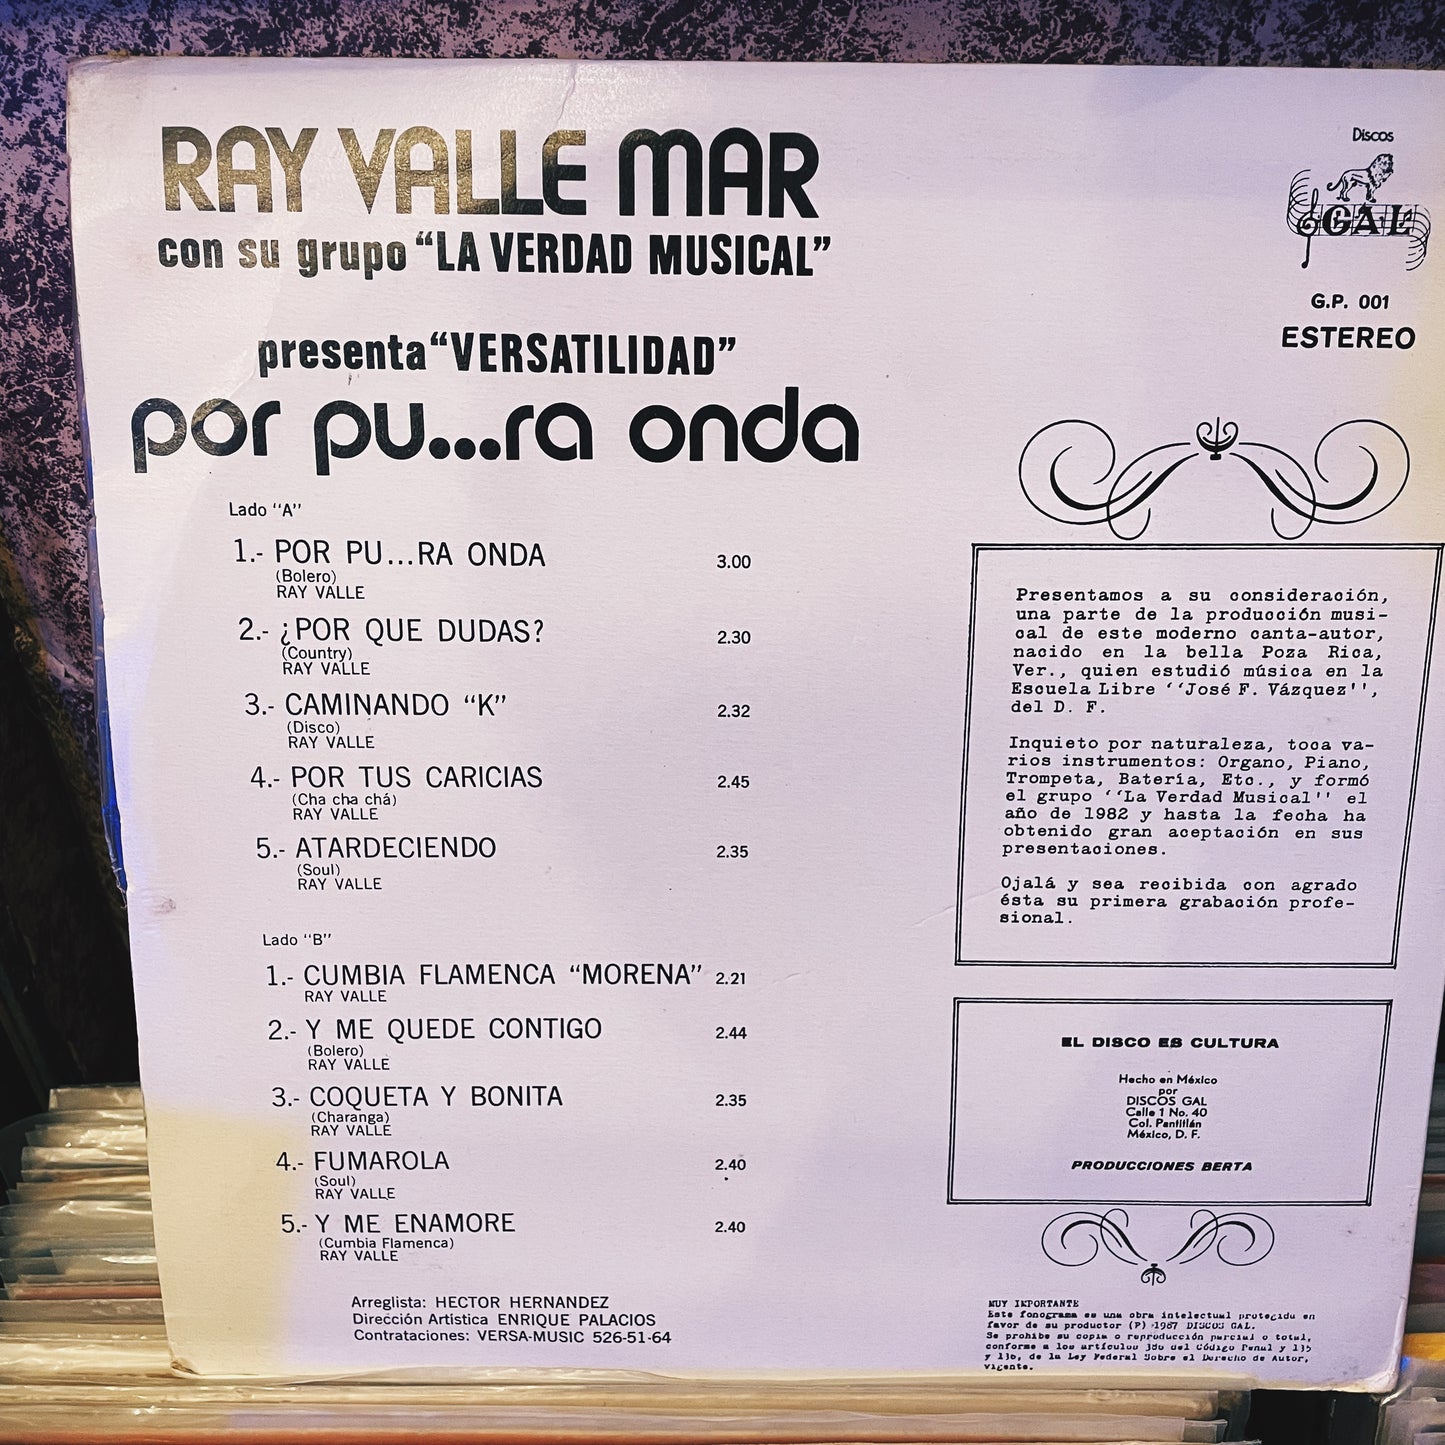 RAY VALLE MAR
con su grupo “LA VERDAD MUSICAL”
presenta “VERSATILIDAD”
por pu...ra onda
Discos
GAL
G.P. 001
ESTEREO
Lado “A”
1.- POR PU...RA ONDA 3.00
(Bolero)
RAY VALLE
2.- ¿POR QUE DUDAS? 2.30
(Country)
RAY VALLE
3.- CAMINANDO “K” 2.32
(Disco)
RAY VALLE
4.- POR TUS CARICIAS 2.45
(Cha cha chá)
RAY VALLE
5.- ATARDECIENDO 2.35
(Soul)
RAY VALLE
Lado “B”
1.- CUMBIA FLAMENCA “MORENA” 2.21
RAY VALLE
2.- Y ME QUEDE CONTIGO 2.44
(Bolero)
RAY VALLE
3.- COQUETA Y BONITA 2.35
(Charanga)
RAY VALLE
4.- FUMAROLA 2.40
(Soul)
RAY VALLE
5.- Y ME ENAMORE 2.40
(Cumbia Flamenca)
RAY VALLE
Arreglista: HECTOR HERNANDEZ
Dirección Artística ENRIQUE PALACIOS
Contrataciones: VERSA-MUSIC 526-51-64
Presentamos a su consideración,
una parte de la producción musi-
cal de este moderno canta-autor,
nacido en la bella Poza Rica,
Ver., quien estudió música en la
Escuela Libre ‘‘José F. Vázquez'',
del D. F.
Inquieto por naturaleza, toca va-
rios instrumentos: Organo, Piano,
Trompeta, Batería, Etc., y formó
el grupo ‘‘La Verdad Musical'' el
año de 1982 y hasta la fecha ha
obtenido gran aceptación en sus
presentaciones.
Ojalá y sea recibida con agrado
ésta su primera grabación profe-
sional.
EL DISCO ES CULTURA
Hecho en México
por
DISCOS GAL
Calle 1 No. 40
Col. Pantitlán
México, D. F.
PRODUCCIONES BERTA
MUY IMPORTANTE
Este fonograma es una obra intelectual protegida en
favor de su productor (P) 1987 DISCOS GAL.
Se prohibe su copia o reproducción parcial o total,
conforme a los artículos 386 del Código Penal y 135
y 136, de la Ley Federal Sobre el Derecho de Autor,
vigente.